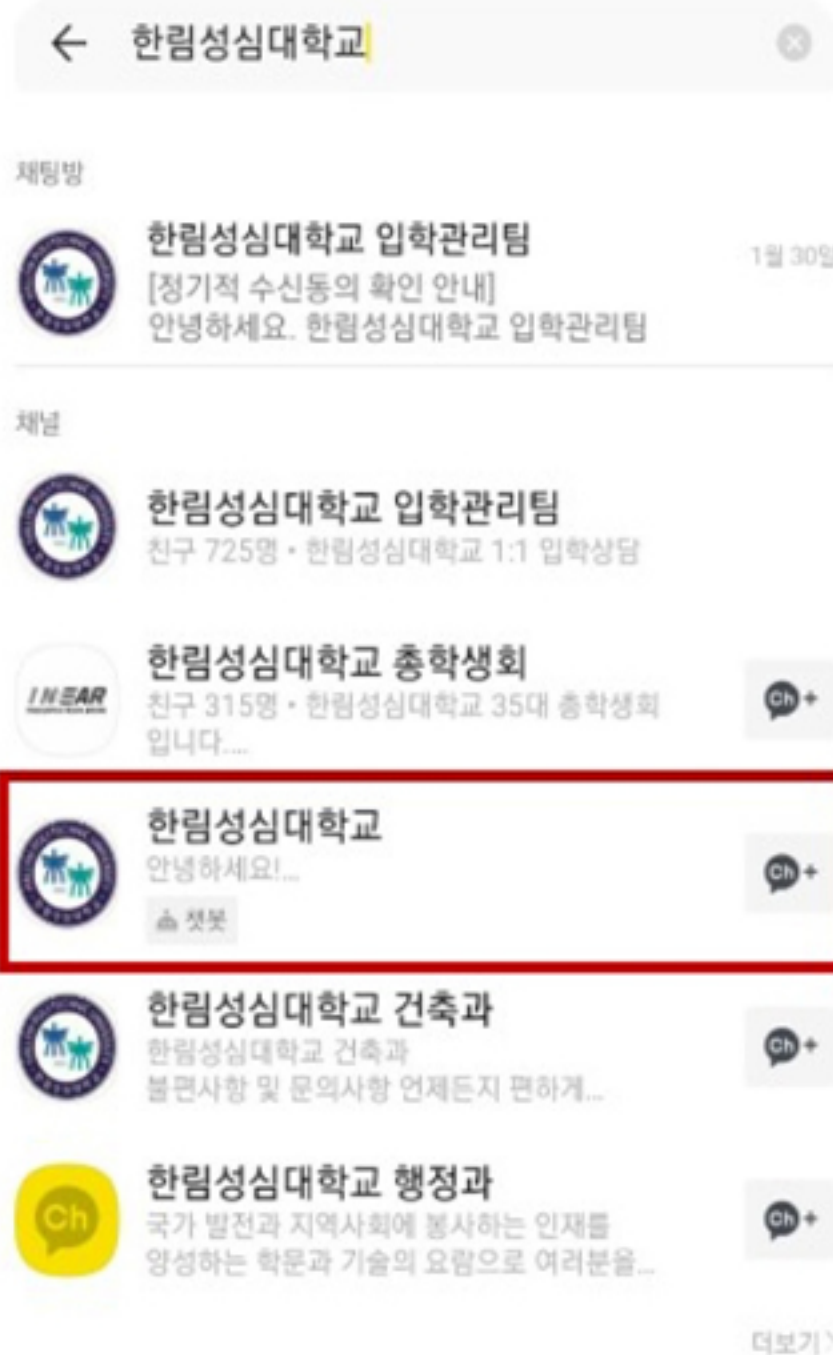 한림성심대학교
채팅방
한림성심대학교 입학관리팀
1월 30일
[정기적 수신동의 확인 안내]
안녕하세요. 한림성심대학교 입학관리팀
채널
한림성심대학교 입학관리팀
친구 725명 • 한림성심대학교 1:1 입학상담
INEAR
한림성심대학교 총학생회
친구 315명 • 한림성심대학교 35대 총학생회
입니다....
Ch+
한림성심대학교
안녕하세요!...
챗봇
Ch+
한림성심대학교 건축과
한림성심대학교 건축과
불편사항 및 문의사항 언제든지 편하게...
Ch+
Ch
한림성심대학교 행정과
국가 발전과 지역사회에 봉사하는 인재를
양성하는 학문과 기술의 요람으로 여러분을...
Ch+
더보기